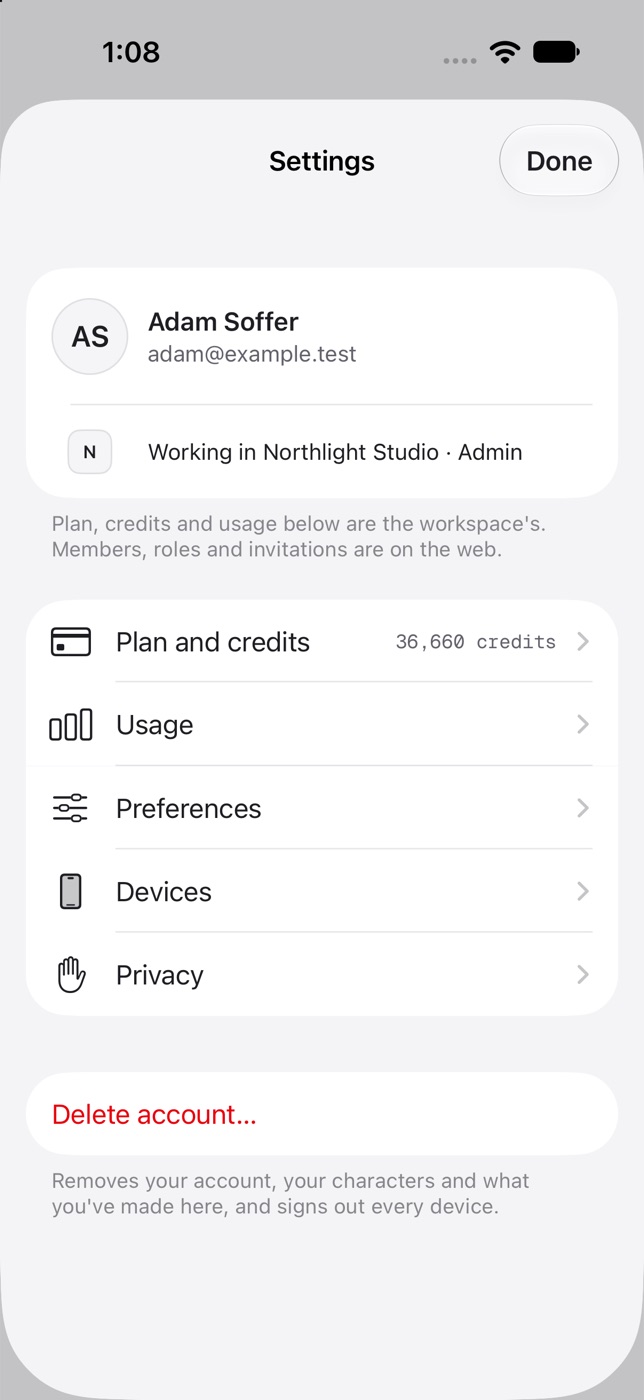 1:08
Settings
Done
AS
Adam Soffer
adam@example.test
N
Working in Northlight Studio · Admin
Plan, credits and usage below are the workspace's.
Members, roles and invitations are on the web.
Plan and credits
36,660 credits
Usage
Preferences
Devices
Privacy
Delete account…
Removes your account, your characters and what
you've made here, and signs out every device.